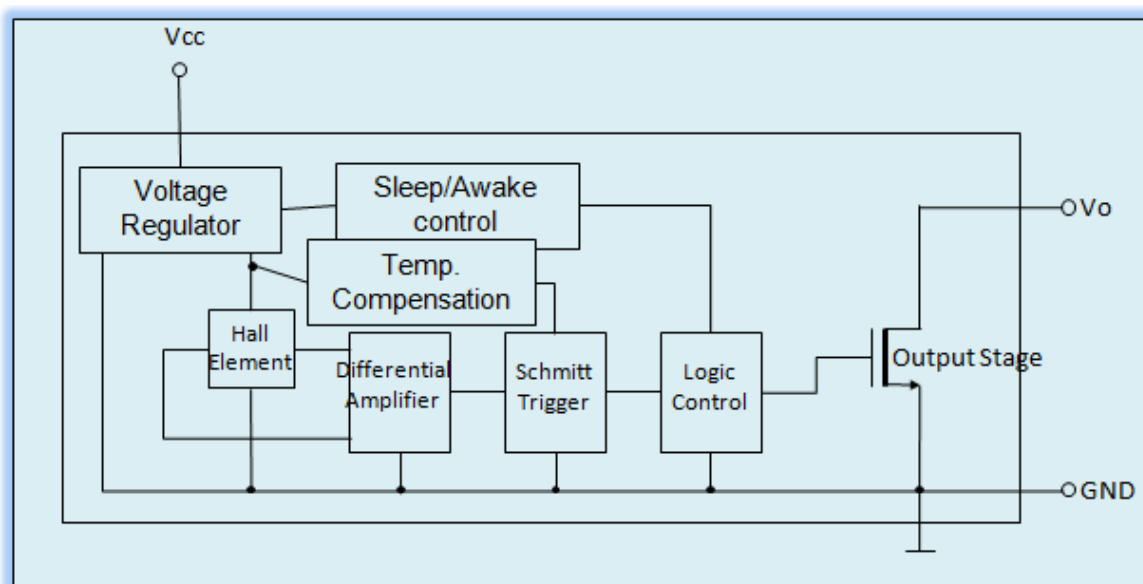 Vcc
Voltage
Regulator
Sleep/Awake
control
Temp.
Compensation
Hall
Element
Differential
Amplifier
Schmitt
Trigger
Logic
Control
Output Stage
Vo
GND